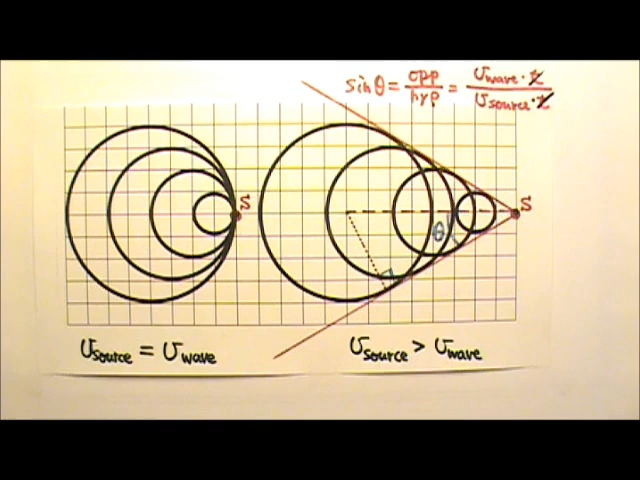 sin θ = opp/hyp = υwave · t/υsource · t
S
S
θ
υsource = υwave
υsource > υwave